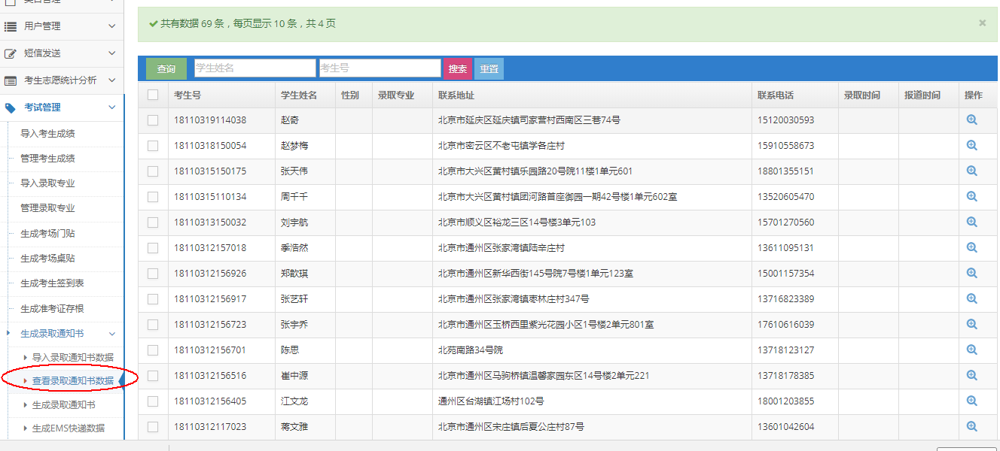 类目管理
用户管理
短信发送
考生志愿统计分析
考试管理
导入考生成绩
管理考生成绩
导入录取专业
管理录取专业
生成考场门贴
生成考场桌贴
生成考生签到表
生成准考证存根
生成录取通知书
导入录取通知书数据
查看录取通知书数据
生成录取通知书
生成EMS快递数据
共有数据 69 条，每页显示 10 条，共 4 页 ×
查询 学生姓名 考生号 搜索 重置
考生号 学生姓名 性别 录取专业 联系地址 联系电话 录取时间 报道时间 操作
18110319114038 赵奇 北京市延庆区延庆镇司家营村西南区三巷74号 15120030593
18110318150054 赵梦梅 北京市密云区不老屯镇学各庄村 15910558673
18110315150175 张天伟 北京市大兴区黄村镇乐园路20号院11楼1单元601 18801355151
18110315110134 周千千 北京市大兴区黄村镇团河路首座御园一期42号楼1单元602室 13520605470
18110313150032 刘宇航 北京市顺义区裕龙三区14号楼3单元103 15701270560
18110312157018 季浩然 北京市通州区张家湾镇陆辛庄村 13611095131
18110312156926 郑歆琪 北京市通州区新华西街145号院7号楼1单元123室 15001157354
18110312156917 张艺轩 北京市通州区张家湾镇枣林庄村347号 13716823389
18110312156723 张宇乔 北京市通州区玉桥西里紫光花园小区1号楼2单元801室 17610616039
18110312156701 陈思 北苑南路34号院 13718123127
18110312156516 崔中源 北京市通州区马驹桥镇温馨家园东区14号楼2单元221 13718178385
18110312156405 江文龙 通州区台湖镇江场村102号 18001203855
18110312117023 蒋文雅 北京市通州区宋庄镇后夏公庄村87号 13601042604